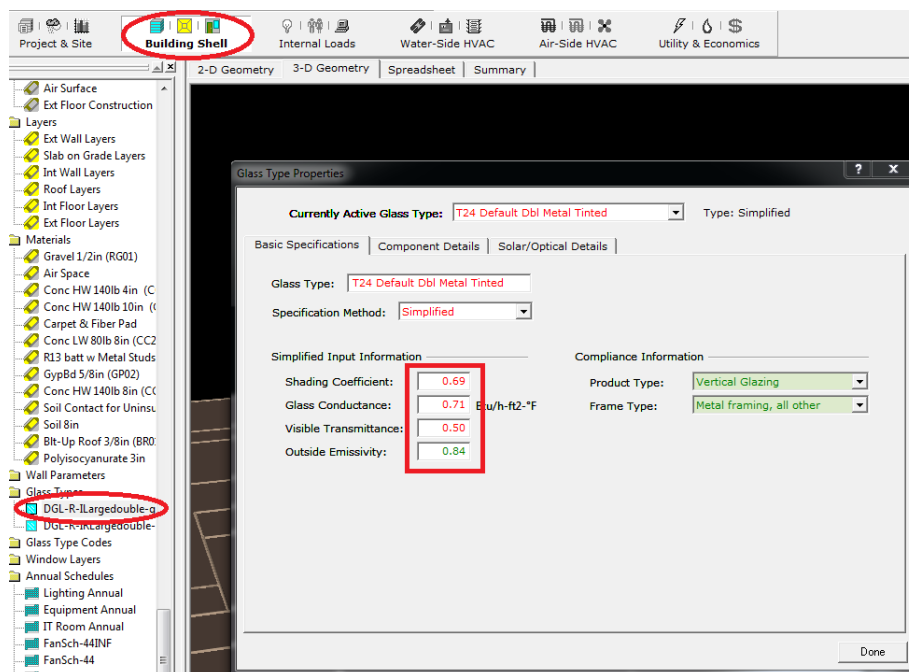 Project & Site
Building Shell
Internal Loads
Water-Side HVAC
Air-Side HVAC
Utility & Economics
2-D Geometry
3-D Geometry
Spreadsheet
Summary
Air Surface
Ext Floor Construction
Layers
Ext Wall Layers
Slab on Grade Layers
Int Wall Layers
Roof Layers
Int Floor Layers
Ext Floor Layers
Materials
Gravel 1/2in (RG01)
Air Space
Conc HW 140lb 4in (C
Conc HW 140lb 10in (
Carpet & Fiber Pad
Conc LW 80lb 8in (CC2
R13 batt w Metal Studs
GypBd 5/8in (GP02)
Conc HW 140lb 8in (CC
Soil Contact for Uninsu
Soil 8in
Blt-Up Roof 3/8in (BR0
Polyisocyanurate 3in
Wall Parameters
Glass Types
DGL-R-ILargedouble-g
DGL-R-IRLargedouble-
Glass Type Codes
Window Layers
Annual Schedules
Lighting Annual
Equipment Annual
IT Room Annual
FanSch-44INF
FanSch-44
Glass Type Properties
? X
Currently Active Glass Type: T24 Default Dbl Metal Tinted Type: Simplified
Basic Specifications
Component Details
Solar/Optical Details
Glass Type: T24 Default Dbl Metal Tinted
Specification Method: Simplified
Simplified Input Information
Shading Coefficient: 0.69
Glass Conductance: 0.71 Btu/h-ft2-°F
Visible Transmittance: 0.50
Outside Emissivity: 0.84
Compliance Information
Product Type: Vertical Glazing
Frame Type: Metal framing, all other
Done